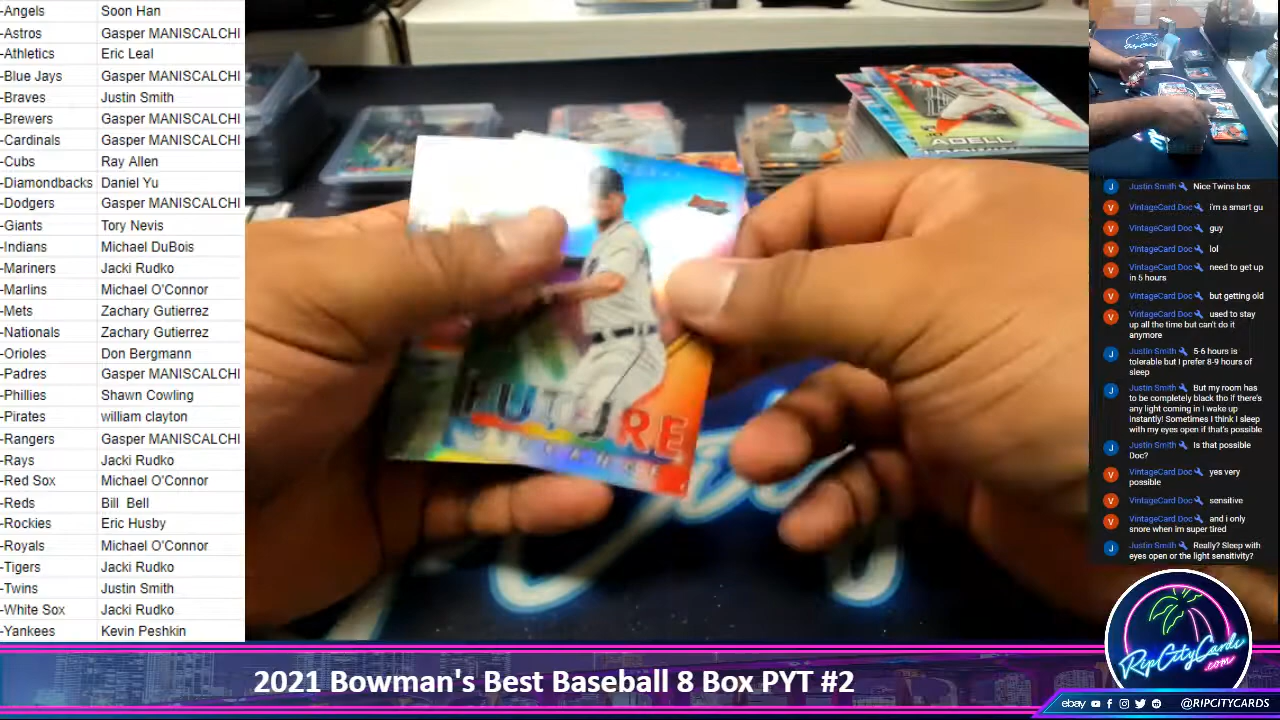 -Angels Soon Han
-Astros Gasper MANISCALCHI
-Athletics Eric Leal
-Blue Jays Gasper MANISCALCHI
-Braves Justin Smith
-Brewers Gasper MANISCALCHI
-Cardinals Gasper MANISCALCHI
-Cubs Ray Allen
-Diamondbacks Daniel Yu
-Dodgers Gasper MANISCALCHI
-Giants Tory Nevis
-Indians Michael DuBois
-Mariners Jacki Rudko
-Marlins Michael O'Connor
-Mets Zachary Gutierrez
-Nationals Zachary Gutierrez
-Orioles Don Bergmann
-Padres Gasper MANISCALCHI
-Phillies Shawn Cowling
-Pirates william clayton
-Rangers Gasper MANISCALCHI
-Rays Jacki Rudko
-Red Sox Michael O'Connor
-Reds Bill Bell
-Rockies Eric Husby
-Royals Michael O'Connor
-Tigers Jacki Rudko
-Twins Justin Smith
-White Sox Jacki Rudko
-Yankees Kevin Peshkin
ADELL
FUTURE
J Justin Smith Nice Twins box
V VintageCard Doc i'm a smart gu
V VintageCard Doc guy
V VintageCard Doc lol
V VintageCard Doc need to get up
in 5 hours
V VintageCard Doc but getting old
V VintageCard Doc used to stay
up all the time but can't do it
anymore
J Justin Smith 5-6 hours is
tolerable but I prefer 8-9 hours of
sleep
J Justin Smith But my room has
to be completely black tho if there's
any light coming in I wake up
instantly! Sometimes I think I sleep
with my eyes open if that's possible
J Justin Smith Is that possible
Doc?
V VintageCard Doc yes very
possible
V VintageCard Doc sensitive
V VintageCard Doc and i only
snore when im super tired
J Justin Smith Really? Sleep with
eyes open or the light sensitivity?
RipCityCards
.com
2021 Bowman's Best Baseball 8 Box PYT #2
ebay @RIPCITYCARDS